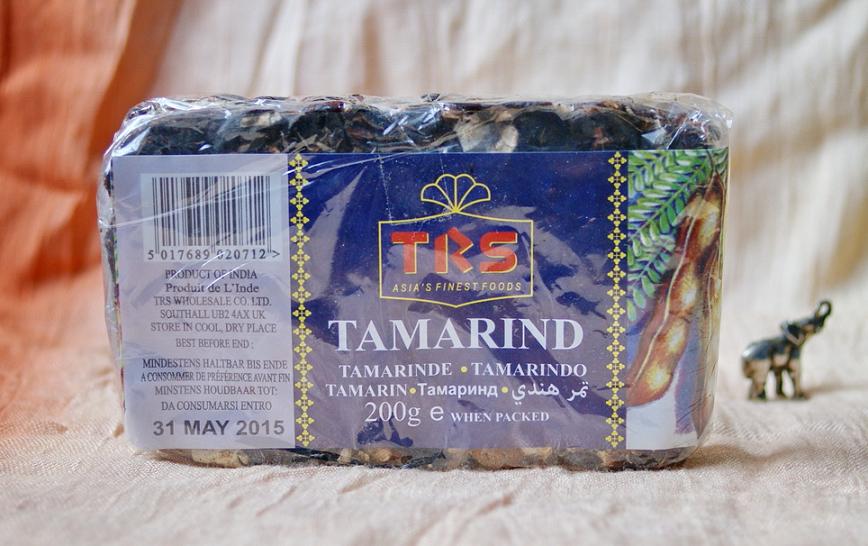 5 017689 020712 >
PRODUCT OF INDIA
Produit de L'Inde
TRS WHOLESALE CO. LTD.
SOUTHALL UB2 4AX UK
STORE IN COOL, DRY PLACE
BEST BEFORE END ;
MINDESTENS HALTBAR BIS ENDE
A CONSOMMER DE PRÉFÉRENCE AVANT FIN
MINSTENS HOUDBAAR TOT:
DA CONSUMARSI ENTRO
31 MAY 2015
TRS
ASIA'S FINEST FOODS
TAMARIND
TAMARINDE • TAMARINDO
TAMARIN • Тамаринд • تمر هندي
200g e WHEN PACKED